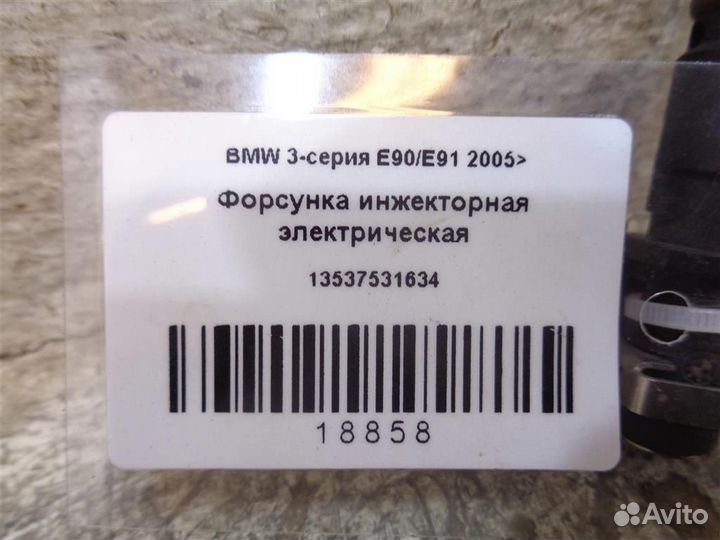 BMW 3-серия E90/E91 2005>
Форсунка инжекторная
электрическая
13537531634
18858
Avito